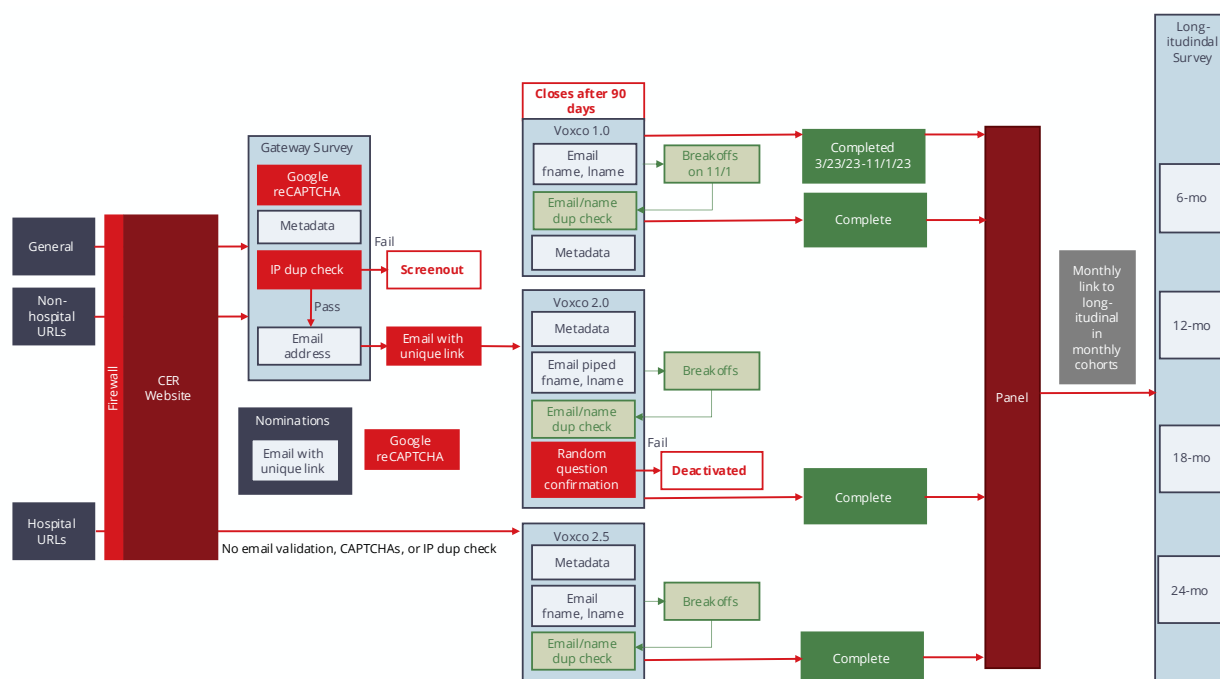 General
Non-
hospital
URLs
Hospital
URLs
Firewall
CER
Website
Gateway Survey
Google
reCAPTCHA
Metadata
IP dup check
Fail
Screenout
Pass
Email
address
Email with
unique link
Nominations
Email with
unique link
Google
reCAPTCHA
No email validation, CAPTCHAs, or IP dup check
Closes after 90
days
Voxco 1.0
Email
fname, lname
Breakoffs
on 11/1
Email/name
dup check
Metadata
Completed
3/23/23-11/1/23
Complete
Voxco 2.0
Metadata
Email piped
fname, lname
Breakoffs
Email/name
dup check
Random
question
confirmation
Fail
Deactivated
Complete
Voxco 2.5
Metadata
Email
fname, lname
Breakoffs
Email/name
dup check
Complete
Panel
Monthly
link to
long-
itudinal
in
monthly
cohorts
Long-
itudindal
Survey
6-mo
12-mo
18-mo
24-mo